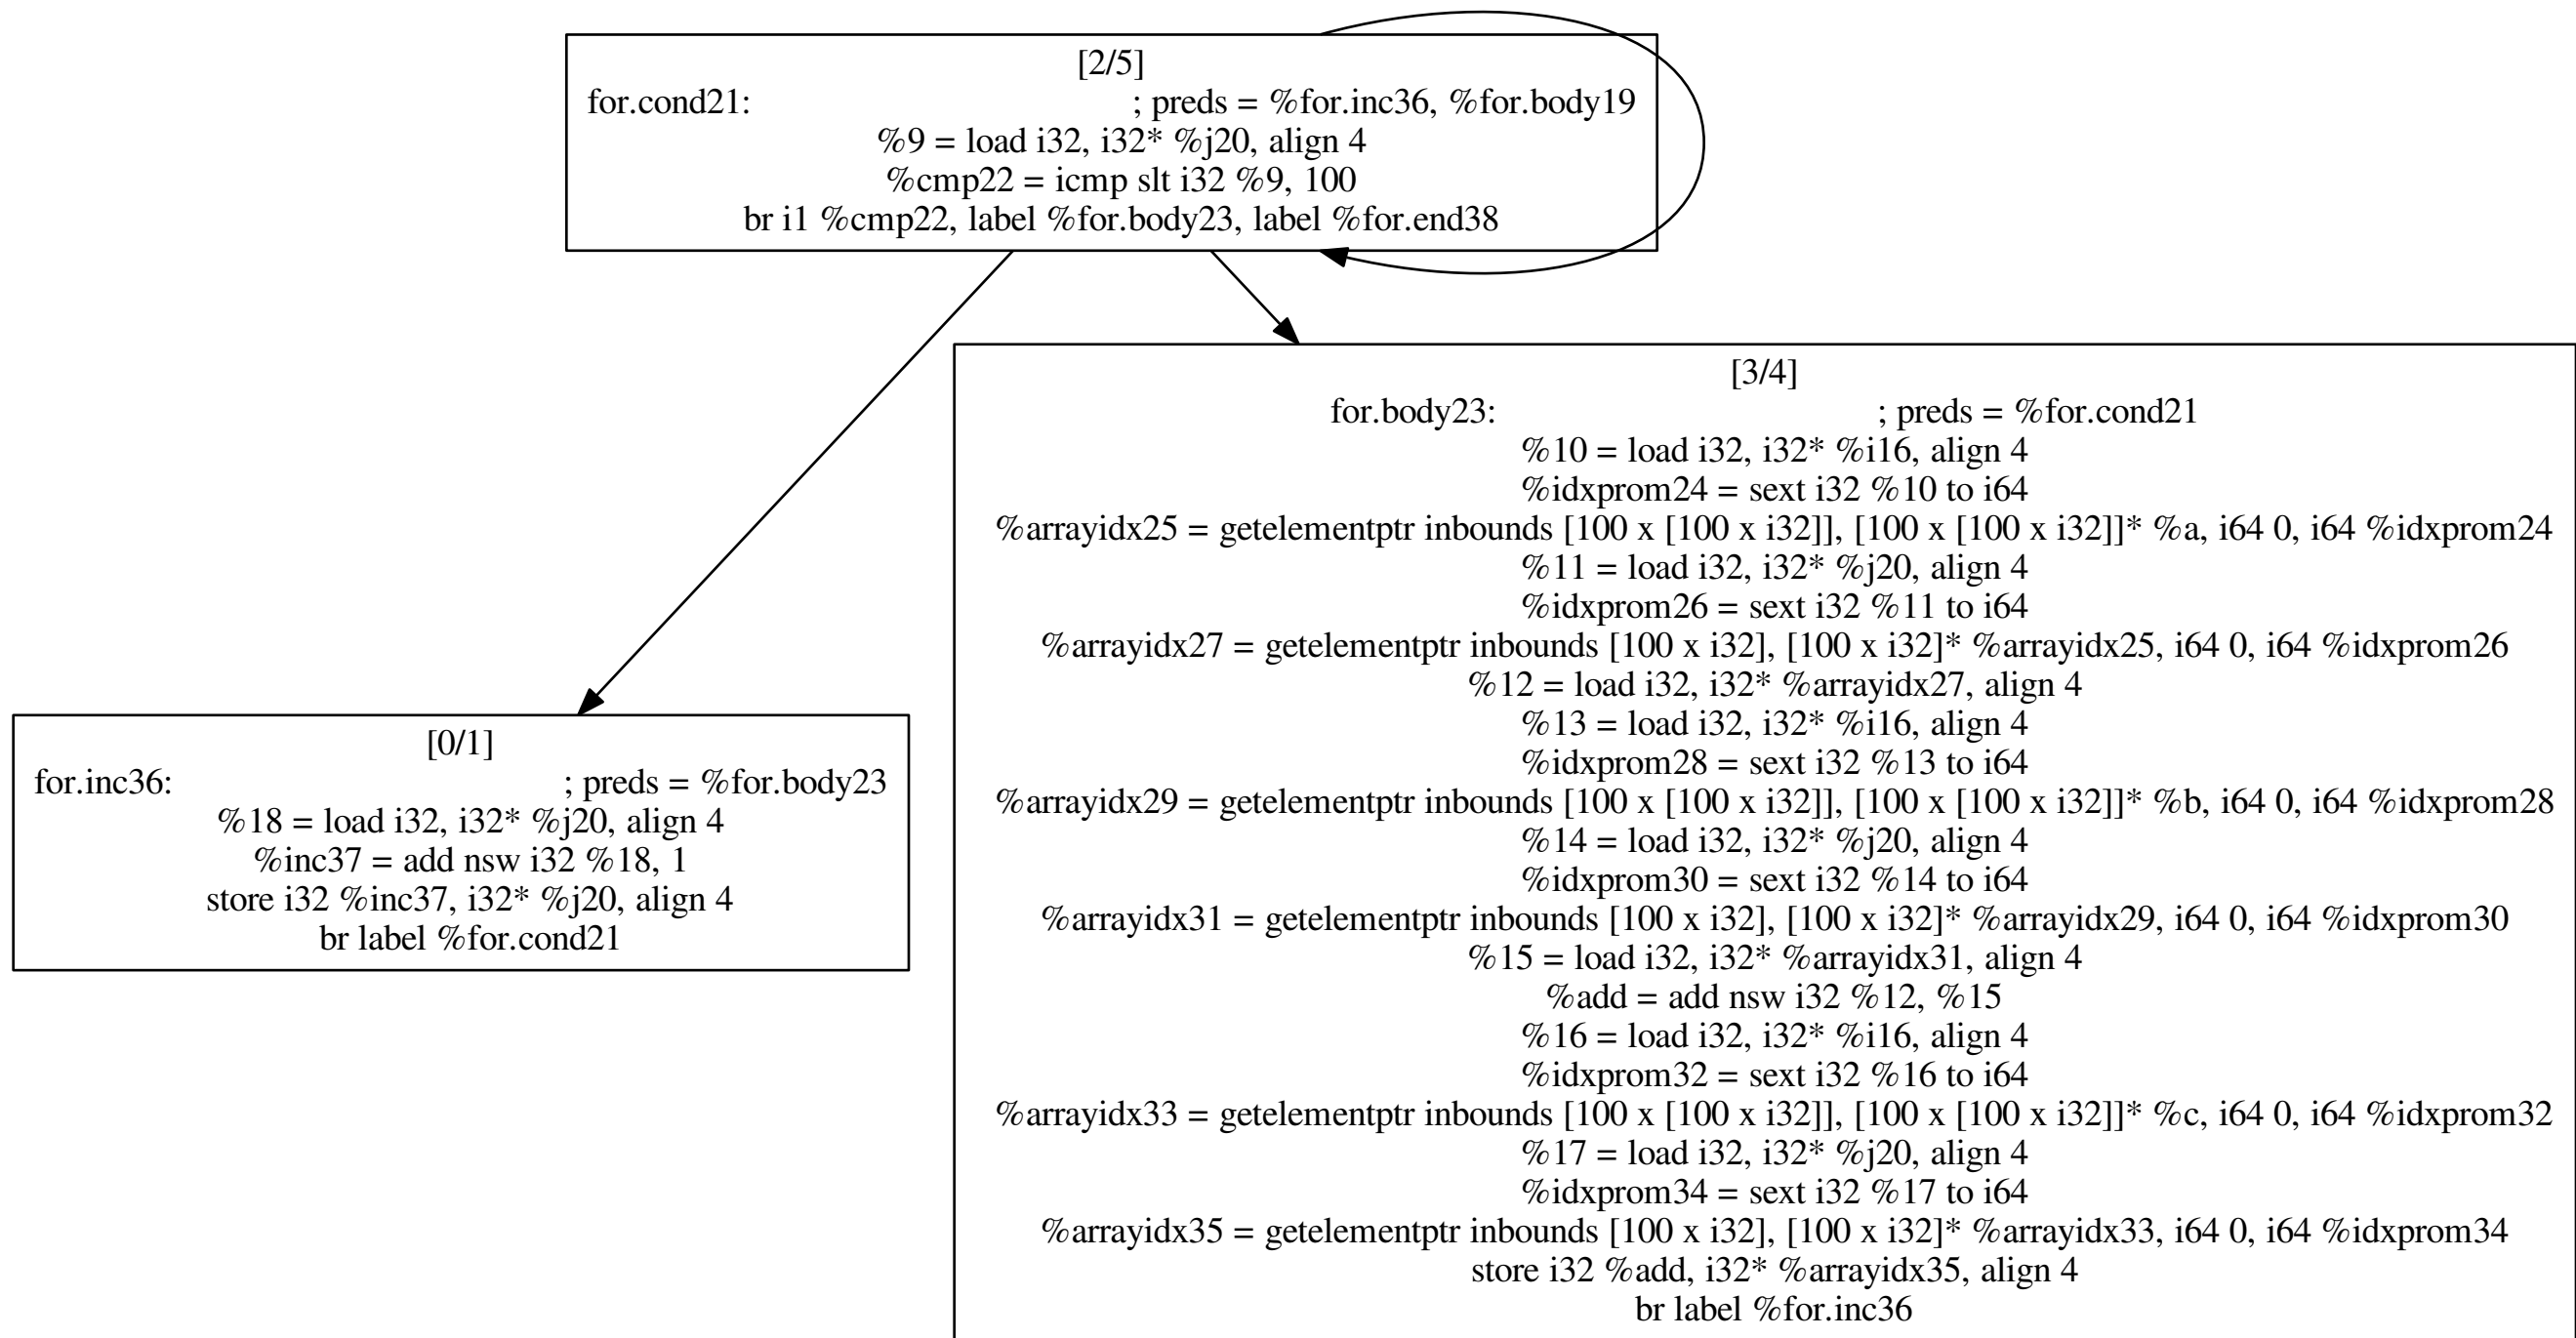 [2/5]
for.cond21: ; preds = %for.inc36, %for.body19
%9 = load i32, i32* %j20, align 4
%cmp22 = icmp slt i32 %9, 100
br i1 %cmp22, label %for.body23, label %for.end38
[3/4]
for.body23: ; preds = %for.cond21
%10 = load i32, i32* %i16, align 4
%idxprom24 = sext i32 %10 to i64
%arrayidx25 = getelementptr inbounds [100 x [100 x i32]], [100 x [100 x i32]]* %a, i64 0, i64 %idxprom24
%11 = load i32, i32* %j20, align 4
%idxprom26 = sext i32 %11 to i64
%arrayidx27 = getelementptr inbounds [100 x i32], [100 x i32]* %arrayidx25, i64 0, i64 %idxprom26
%12 = load i32, i32* %arrayidx27, align 4
%13 = load i32, i32* %i16, align 4
%idxprom28 = sext i32 %13 to i64
%arrayidx29 = getelementptr inbounds [100 x [100 x i32]], [100 x [100 x i32]]* %b, i64 0, i64 %idxprom28
%14 = load i32, i32* %j20, align 4
%idxprom30 = sext i32 %14 to i64
%arrayidx31 = getelementptr inbounds [100 x i32], [100 x i32]* %arrayidx29, i64 0, i64 %idxprom30
%15 = load i32, i32* %arrayidx31, align 4
%add = add nsw i32 %12, %15
%16 = load i32, i32* %i16, align 4
%idxprom32 = sext i32 %16 to i64
%arrayidx33 = getelementptr inbounds [100 x [100 x i32]], [100 x [100 x i32]]* %c, i64 0, i64 %idxprom32
%17 = load i32, i32* %j20, align 4
%idxprom34 = sext i32 %17 to i64
%arrayidx35 = getelementptr inbounds [100 x i32], [100 x i32]* %arrayidx33, i64 0, i64 %idxprom34
store i32 %add, i32* %arrayidx35, align 4
br label %for.inc36
[0/1]
for.inc36: ; preds = %for.body23
%18 = load i32, i32* %j20, align 4
%inc37 = add nsw i32 %18, 1
store i32 %inc37, i32* %j20, align 4
br label %for.cond21